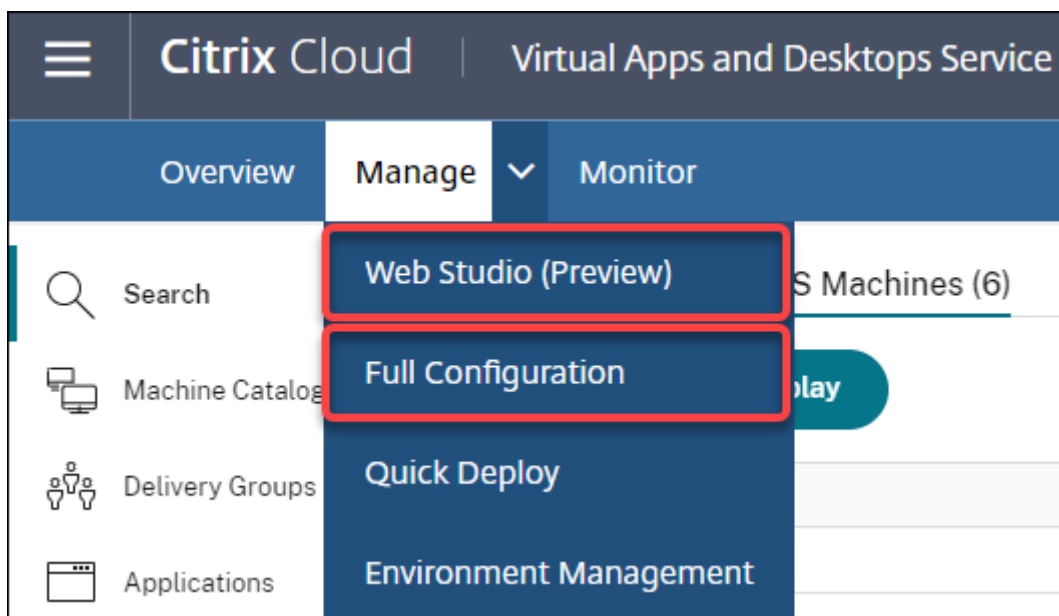 Citrix Cloud | Virtual Apps and Desktops Service
Overview Manage Monitor
Web Studio (Preview)
Search
S Machines (6)
Full Configuration
Machine Catalog
play
Quick Deploy
Delivery Groups
Environment Management
Applications